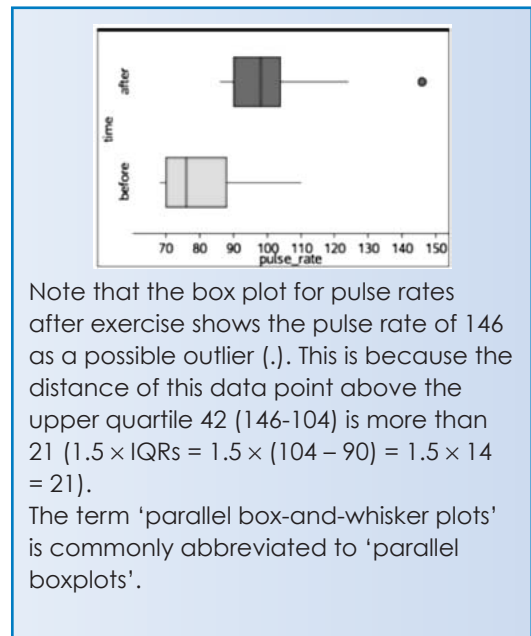 after
time
before
70 80 90 100 110 120 130 140 150
pulse_rate
Note that the box plot for pulse rates
after exercise shows the pulse rate of 146
as a possible outlier (.). This is because the
distance of this data point above the
upper quartile 42 (146-104) is more than
21 (1.5 × IQRs = 1.5 × (104 – 90) = 1.5 × 14
= 21).
The term ‘parallel box-and-whisker plots’
is commonly abbreviated to ‘parallel
boxplots’.